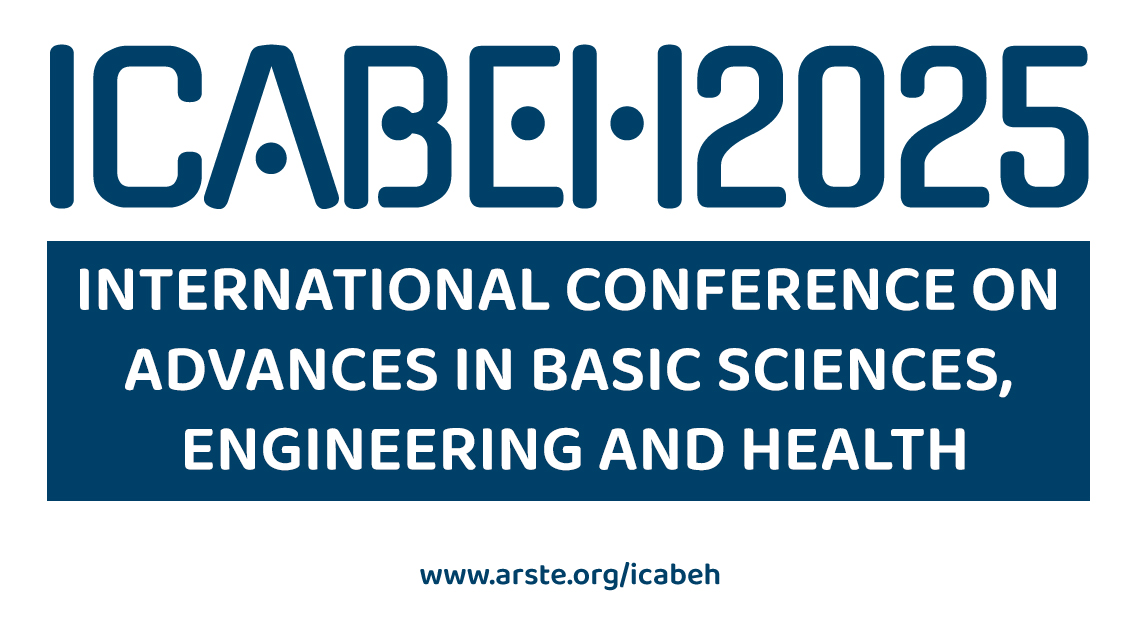 ICABEH2025
INTERNATIONAL CONFERENCE ON
ADVANCES IN BASIC SCIENCES,
ENGINEERING AND HEALTH
www.arste.org/icabeh